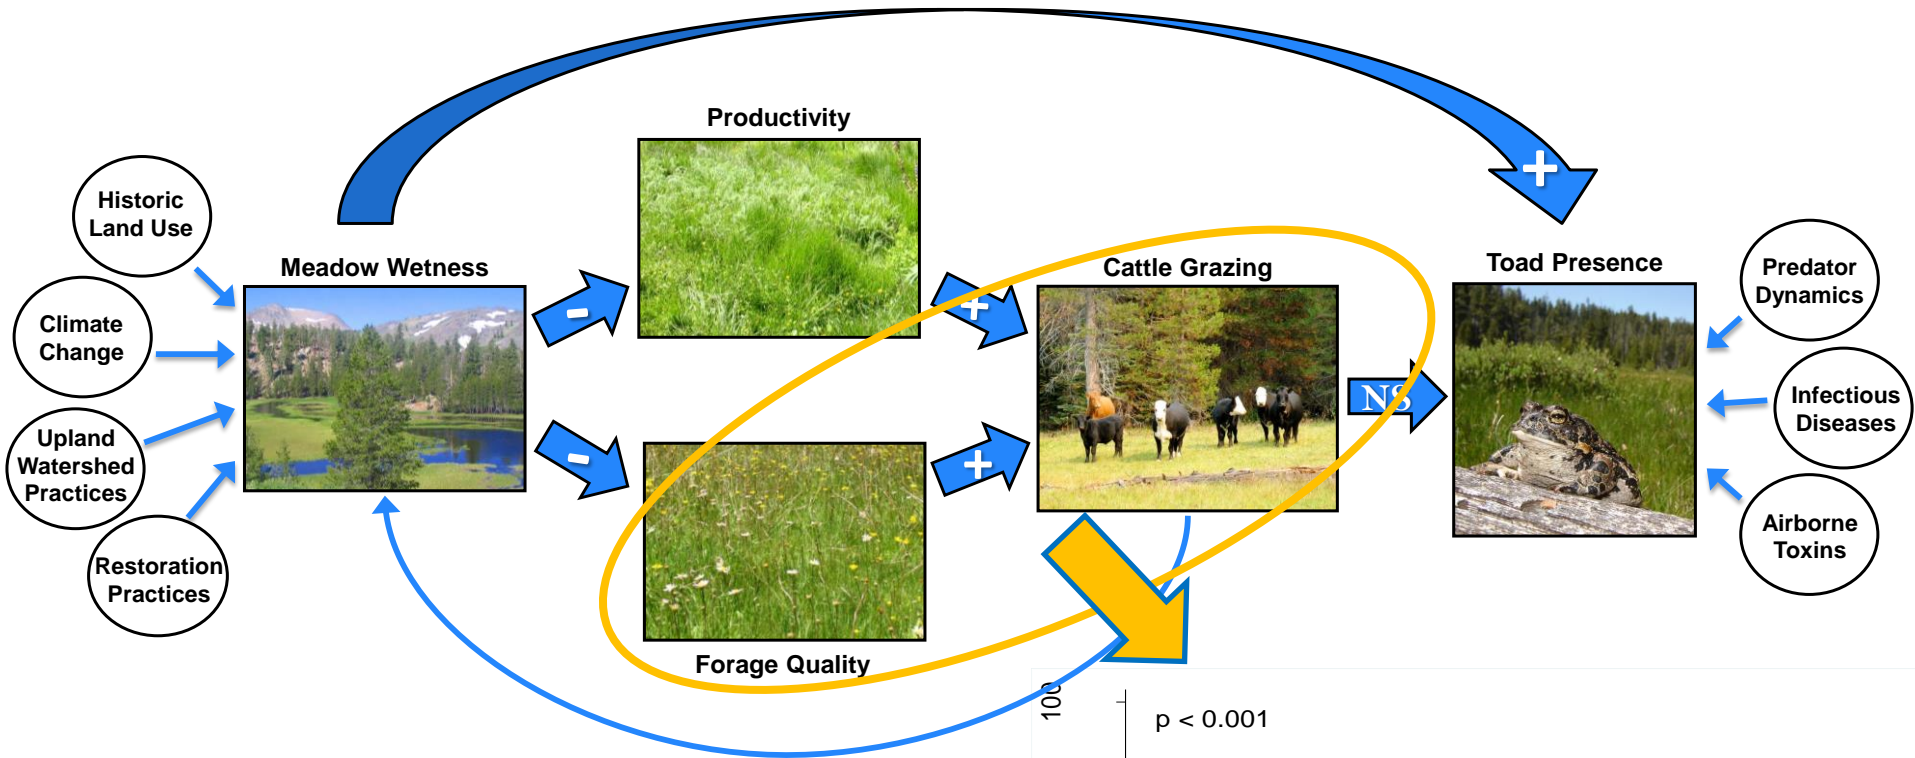 Productivity
+
Historic
Land Use
Meadow Wetness
Cattle Grazing
Toad Presence
Predator
Dynamics
-
+
Climate
Change
NS
Infectious
Diseases
Upland
Watershed
Practices
-
+
Airborne
Toxins
Restoration
Practices
Forage Quality
100
p < 0.001